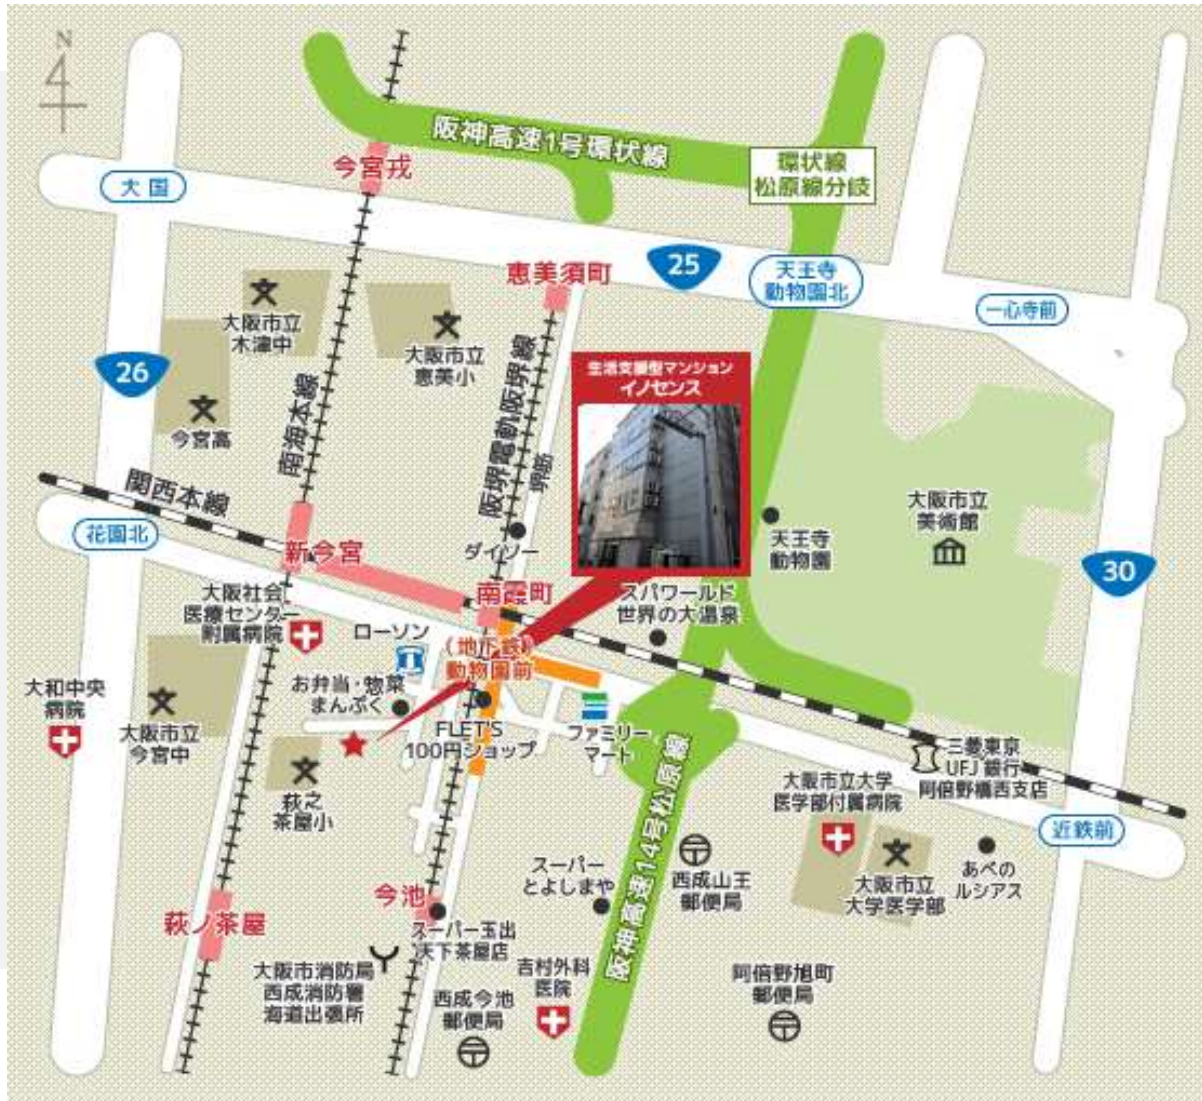 N
阪神高速1号環状線
環状線
松原線分岐
今宮戎
大国
25
恵美須町
天王寺
動物園北
一心寺前
大阪市立
木津中
大阪市立
恵美小
26
今宮高
南海本線
阪堺電軌阪堺線
堺筋
生活支援型マンション
イノセンス
関西本線
花園北
新今宮
ダイソー
天王寺
動物園
大阪市立
美術館
30
大阪社会
医療センター
附属病院
ローソン
南霞町
(地下鉄)
動物園前
スパワールド
世界の大温泉
お弁当・惣菜
まんぷく
大和中央
病院
大阪市立
今宮中
FLET'S
100円ショップ
ファミリー
マート
萩之
茶屋小
阪神高速14号松原線
三菱東京
UFJ銀行
阿倍野橋西支店
大阪市立大学
医学部付属病院
近鉄前
あべの
ルシアス
大阪市立
大学医学部
西成山王
郵便局
スーパー
とよしまや
今池
スーパー玉出
天下茶屋店
萩ノ茶屋
大阪市消防局
西成消防署
海道出張所
西成今池
郵便局
吉村外科
医院
阿倍野旭町
郵便局